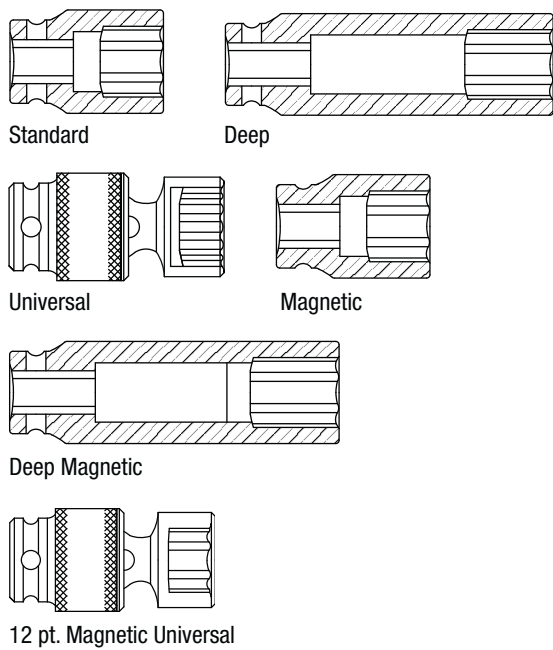 Standard
Deep
Universal
Magnetic
Deep Magnetic
12 pt. Magnetic Universal